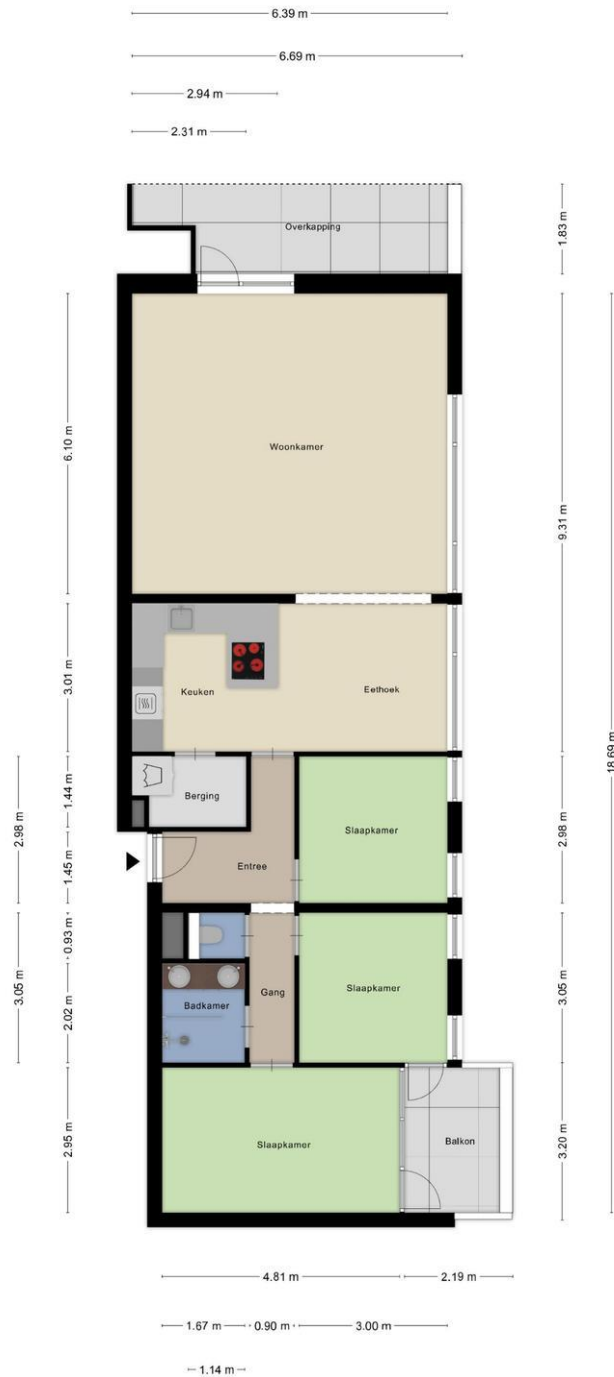 6.39 m
6.69 m
2.94 m
2.31 m
Overkapping
1.83 m
Woonkamer
6.10 m
9.31 m
3.01 m
Keuken
Eethoek
18.69 m
Berging
1.44 m
2.98 m
Slaapkamer
2.98 m
Entree
1.45 m
0.93 m
3.05 m
Slaapkamer
3.05 m
Gang
Badkamer
2.02 m
Slaapkamer
Balkon
2.95 m
3.20 m
4.81 m
2.19 m
1.67 m
0.90 m
3.00 m
1.14 m